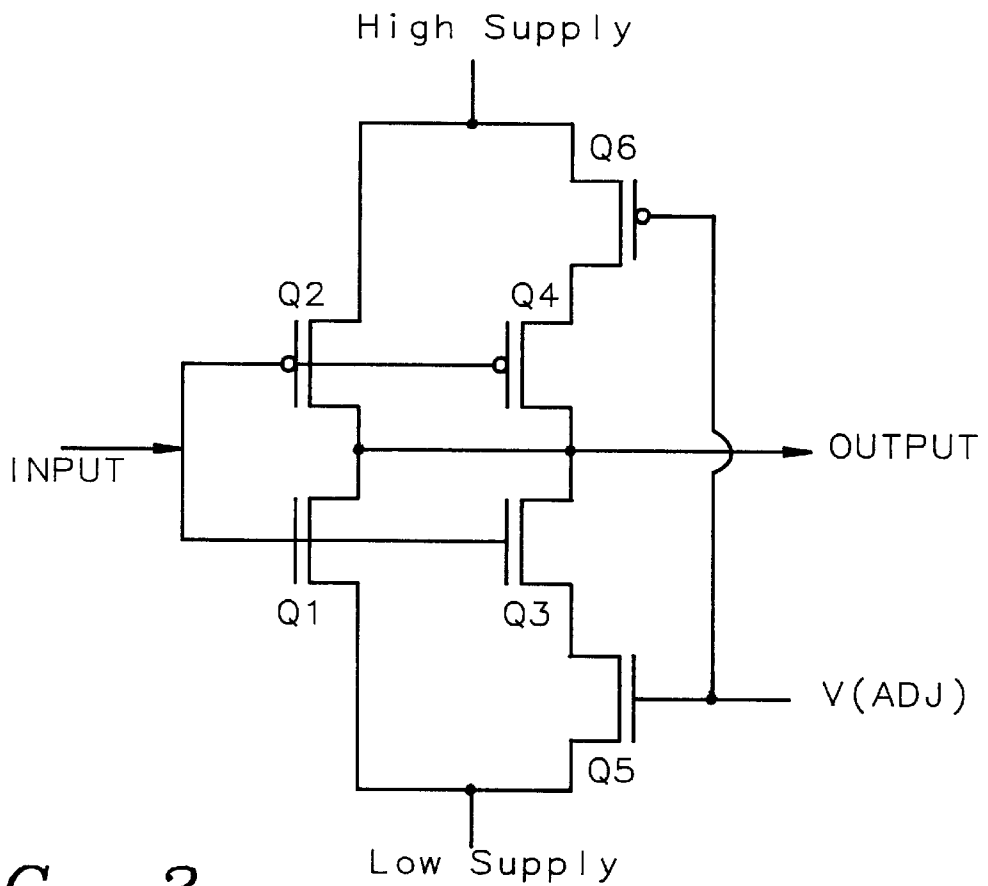 High Supply
Q6
Q2
Q4
INPUT
OUTPUT
Q1
Q3
V(ADJ)
Q5
Low Supply